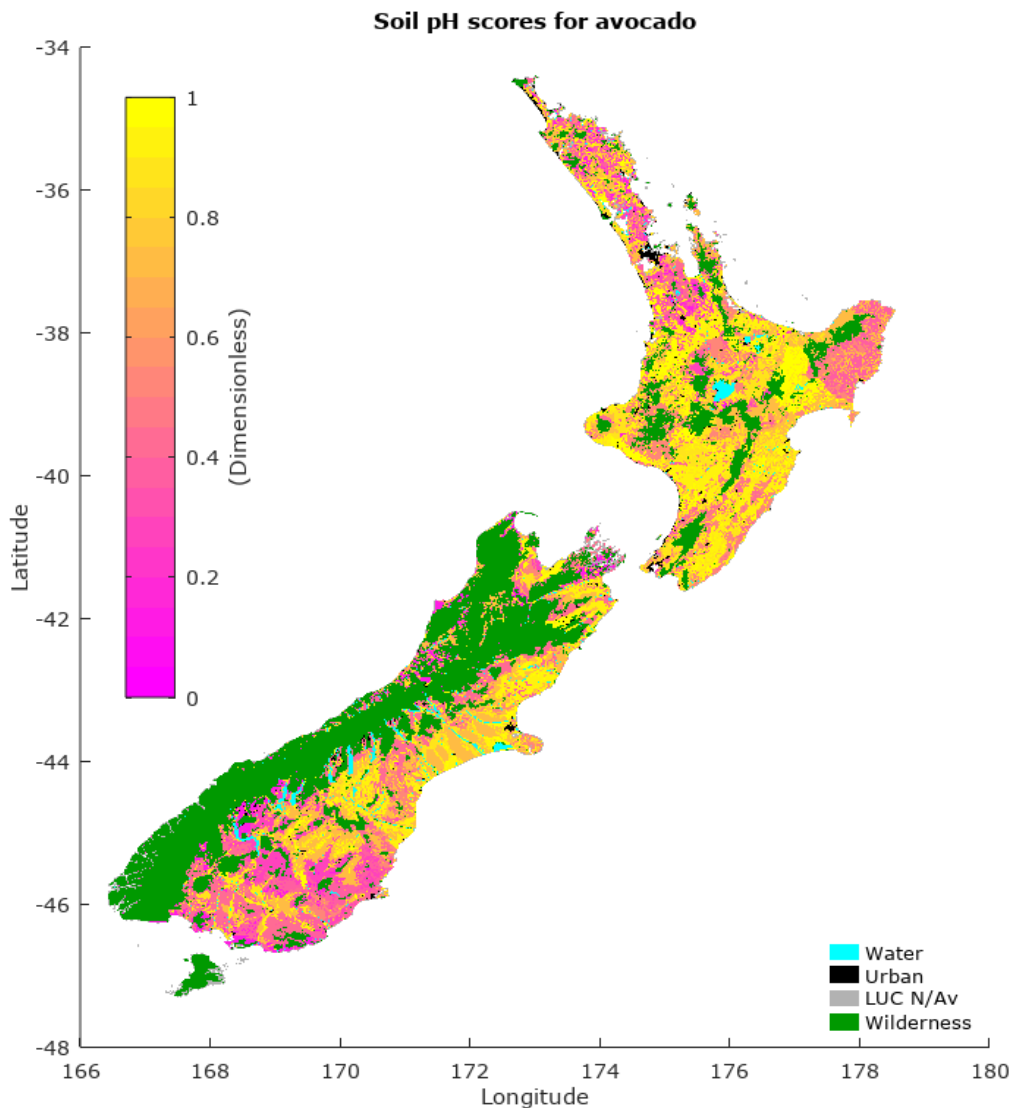 Soil pH scores for avocado
-34
-36
-38
-40
-42
-44
-46
-48
Latitude
1
0.8
0.6
0.4
0.2
0
(Dimensionless)
Water
Urban
LUC N/Av
Wilderness
166
168
170
172
174
176
178
180
Longitude